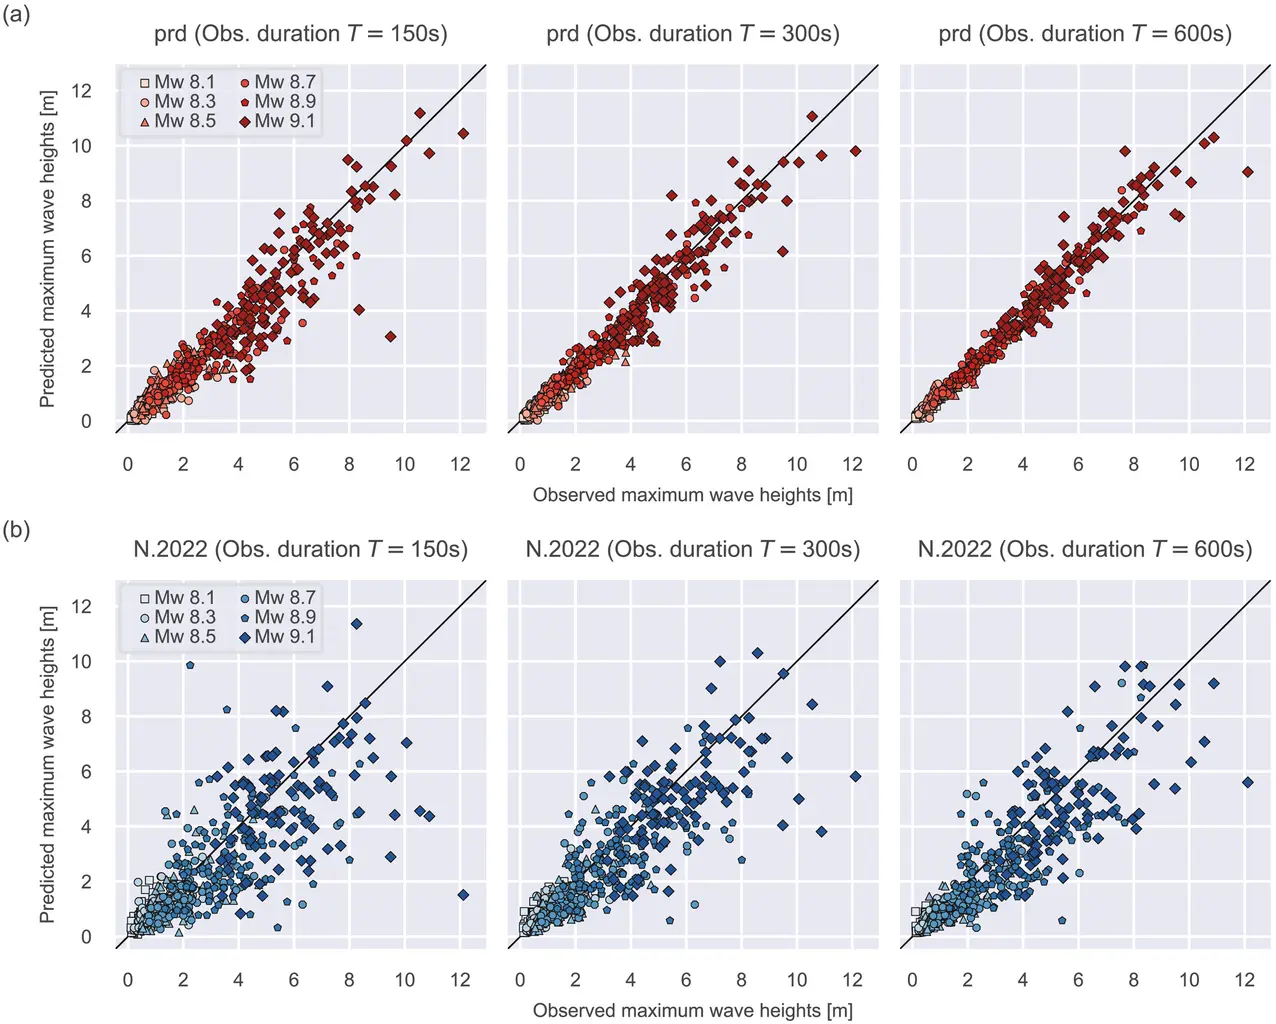 (a)
prd (Obs. duration T = 150s)
prd (Obs. duration T = 300s)
prd (Obs. duration T = 600s)
Predicted maximum wave heights [m]
12
10
8
6
4
2
0
Mw 8.1
Mw 8.3
Mw 8.5
Mw 8.7
Mw 8.9
Mw 9.1
0 2 4 6 8 10 12
0 2 4 6 8 10 12
0 2 4 6 8 10 12
Observed maximum wave heights [m]
(b)
N.2022 (Obs. duration T = 150s)
N.2022 (Obs. duration T = 300s)
N.2022 (Obs. duration T = 600s)
Predicted maximum wave heights [m]
12
10
8
6
4
2
0
Mw 8.1
Mw 8.3
Mw 8.5
Mw 8.7
Mw 8.9
Mw 9.1
0 2 4 6 8 10 12
0 2 4 6 8 10 12
0 2 4 6 8 10 12
Observed maximum wave heights [m]